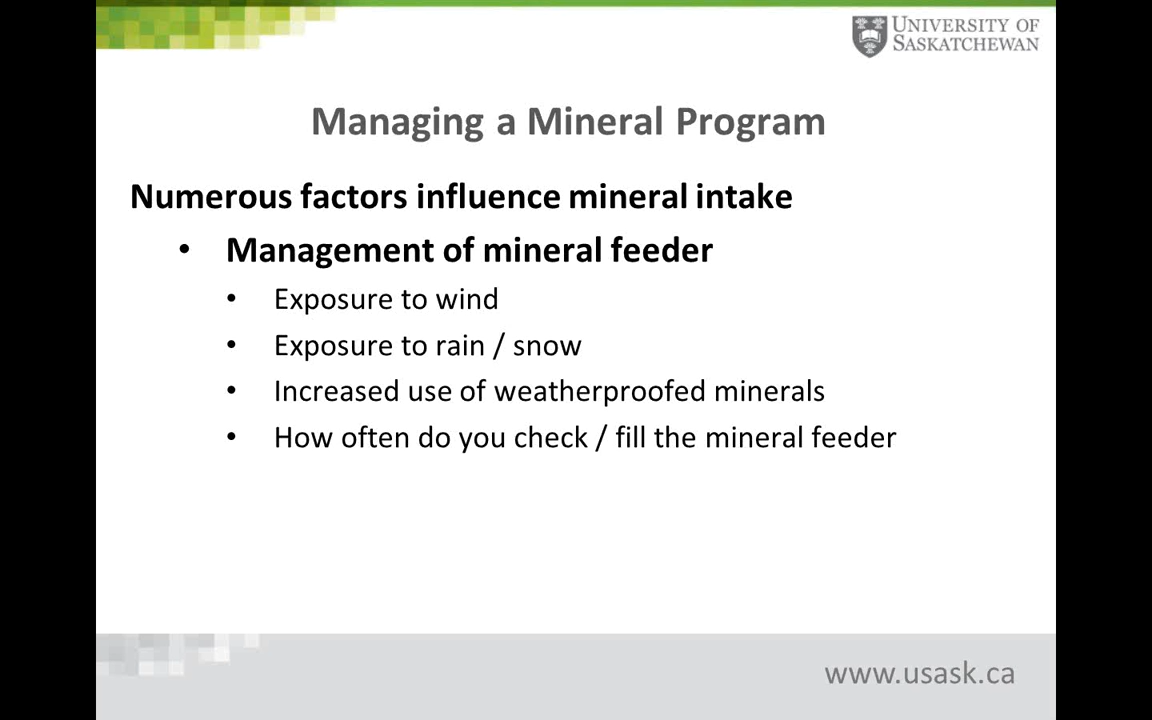 UNIVERSITY OF
SASKATCHEWAN
Managing a Mineral Program
Numerous factors influence mineral intake
• Management of mineral feeder
• Exposure to wind
• Exposure to rain / snow
• Increased use of weatherproofed minerals
• How often do you check / fill the mineral feeder
www.usask.ca